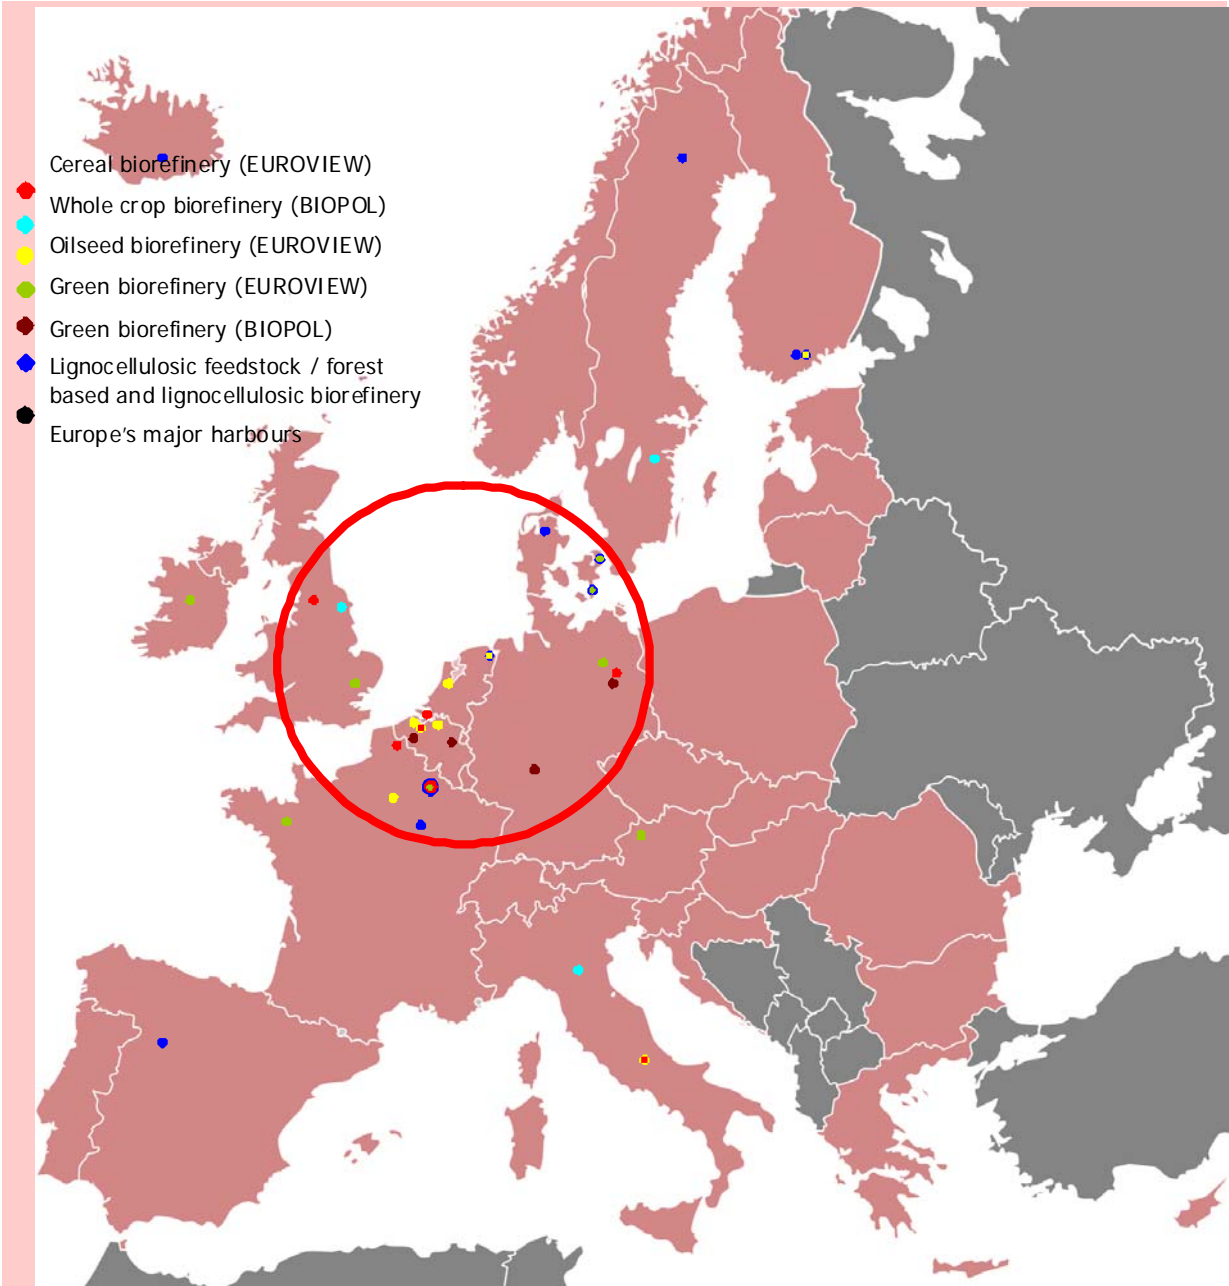 Cereal biorefinery (EUROVIEW)
Whole crop biorefinery (BIOPOL)
Oilseed biorefinery (EUROVIEW)
Green biorefinery (EUROVIEW)
Green biorefinery (BIOPOL)
Lignocellulosic feedstock / forest
based and lignocellulosic biorefinery
Europe's major harbours